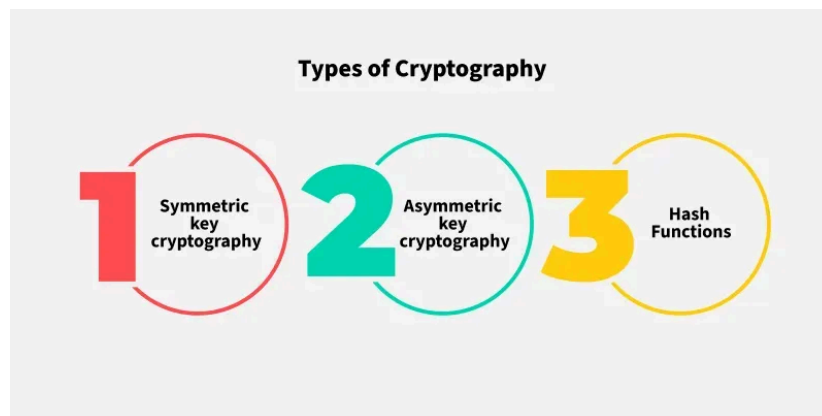 Types of Cryptography
1
Symmetric
key
cryptography
2
Asymmetric
key
cryptography
3
Hash
Functions